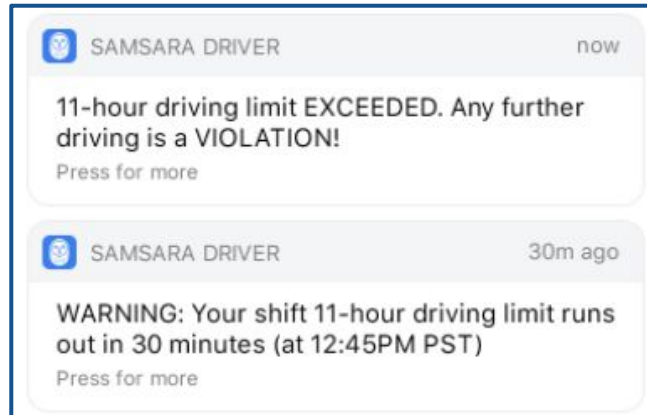 SAMSARA DRIVER now
11-hour driving limit EXCEEDED. Any further
driving is a VIOLATION!
Press for more
SAMSARA DRIVER 30m ago
WARNING: Your shift 11-hour driving limit runs
out in 30 minutes (at 12:45PM PST)
Press for more